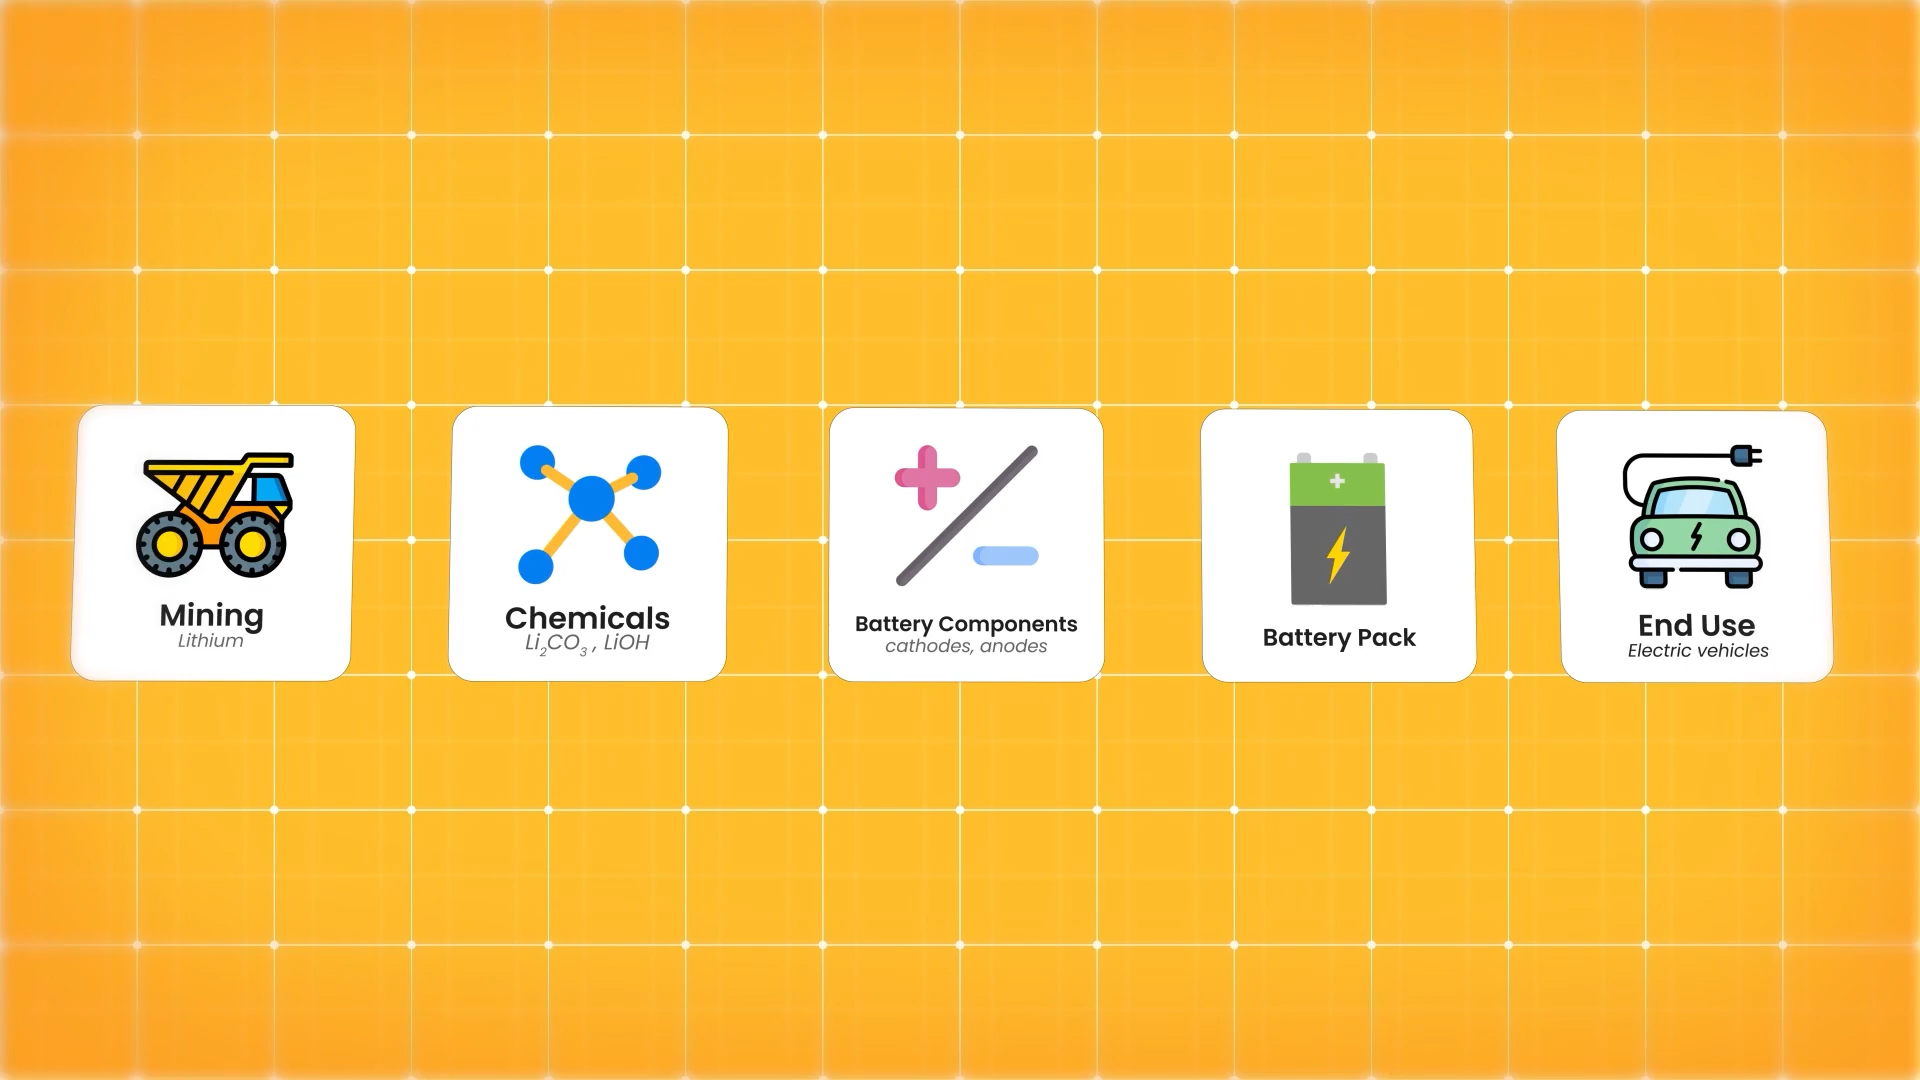 Mining
Lithium
Chemicals
Li₂CO₃ , LiOH
Battery Components
cathodes, anodes
Battery Pack
End Use
Electric vehicles